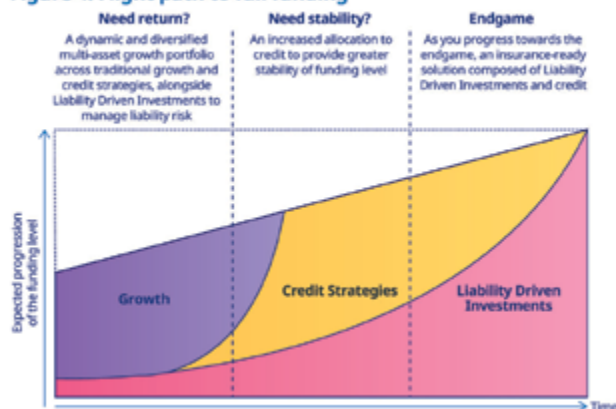 Need return?
A dynamic and diversified
multi-asset growth portfolio
across traditional growth and
credit strategies, alongside
Liability Driven Investments to
manage liability risk
Need stability?
An increased allocation to
credit to provide greater
stability of funding level
Endgame
As you progress towards the
endgame, an insurance-ready
solution composed of Liability
Driven Investments and credit
Expected progression
of the funding level
Growth
Credit Strategies
Liability Driven
Investments
Time